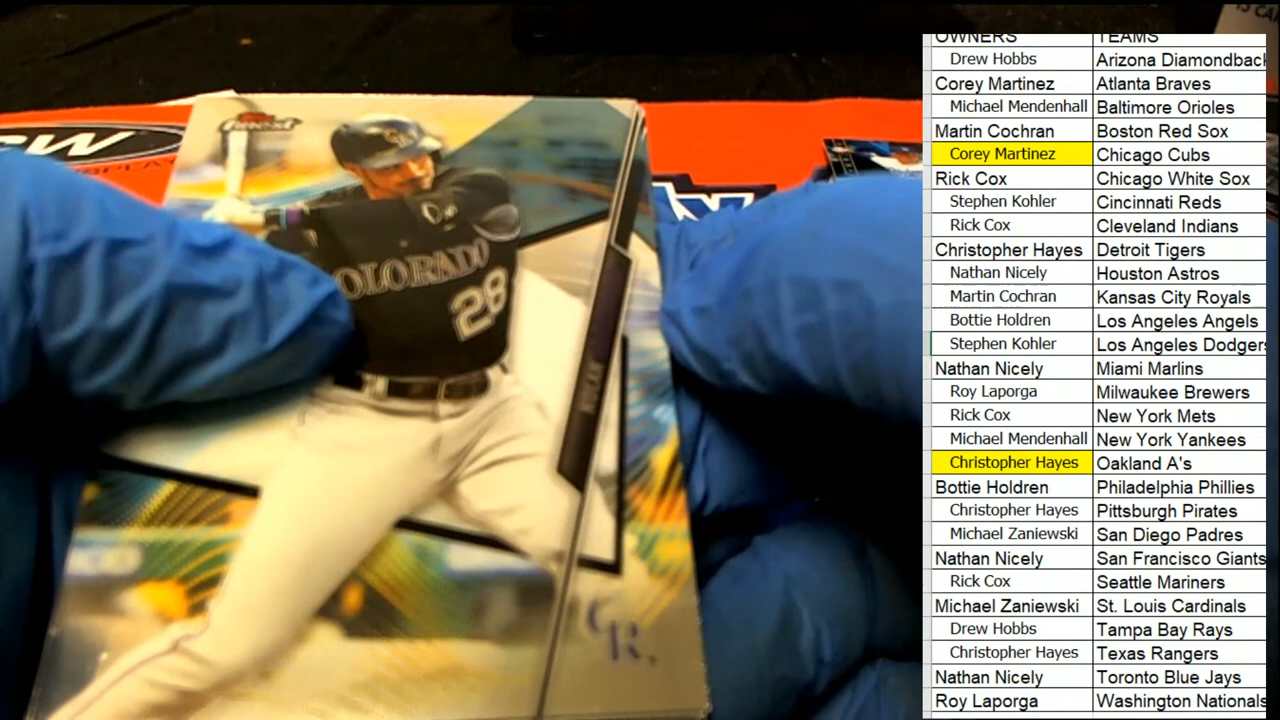 finest
COLORADO
28
CR
OWNERS TEAMS
Drew Hobbs Arizona Diamondback
Corey Martinez Atlanta Braves
Michael Mendenhall Baltimore Orioles
Martin Cochran Boston Red Sox
Corey Martinez Chicago Cubs
Rick Cox Chicago White Sox
Stephen Kohler Cincinnati Reds
Rick Cox Cleveland Indians
Christopher Hayes Detroit Tigers
Nathan Nicely Houston Astros
Martin Cochran Kansas City Royals
Bottie Holdren Los Angeles Angels
Stephen Kohler Los Angeles Dodgers
Nathan Nicely Miami Marlins
Roy Laporga Milwaukee Brewers
Rick Cox New York Mets
Michael Mendenhall New York Yankees
Christopher Hayes Oakland A's
Bottie Holdren Philadelphia Phillies
Christopher Hayes Pittsburgh Pirates
Michael Zaniewski San Diego Padres
Nathan Nicely San Francisco Giants
Rick Cox Seattle Mariners
Michael Zaniewski St. Louis Cardinals
Drew Hobbs Tampa Bay Rays
Christopher Hayes Texas Rangers
Nathan Nicely Toronto Blue Jays
Roy Laporga Washington Nationals